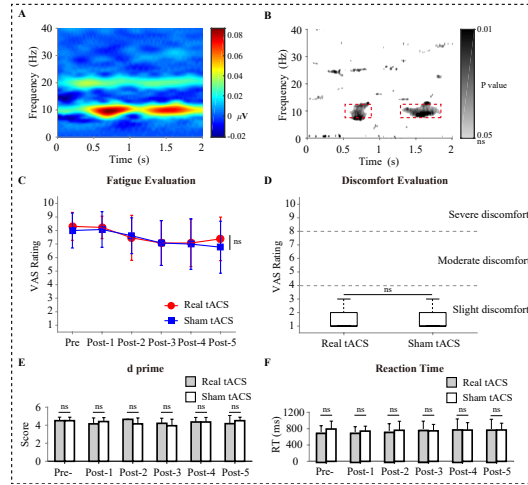 A
Frequency (Hz)
40
30
20
10
0
0
0.5
1
1.5
2
Time (s)
0.08
0.06
0.04
0.02
0 μV
-0.02
B
Frequency (Hz)
40
30
20
10
0
0
0.5
1
1.5
2
Time (s)
0.01
P value
0.05
ns
C
Fatigue Evaluation
VAS Rating
10
9
8
7
6
5
4
3
2
1
ns
Real tACS
Sham tACS
Pre Post-1 Post-2 Post-3 Post-4 Post-5
D
Discomfort Evaluation
VAS Rating
10
9
8
7
6
5
4
3
2
1
Severe discomfort
Moderate discomfort
Slight discomfort
ns
Real tACS Sham tACS
E
d prime
Real tACS
Sham tACS
Score
6
4
2
0
ns ns ns ns ns ns
Pre- Post-1 Post-2 Post-3 Post-4 Post-5
F
Reaction Time
Real tACS
Sham tACS
RT (ms)
1200
800
400
0
ns ns ns ns ns ns
Pre- Post-1 Post-2 Post-3 Post-4 Post-5